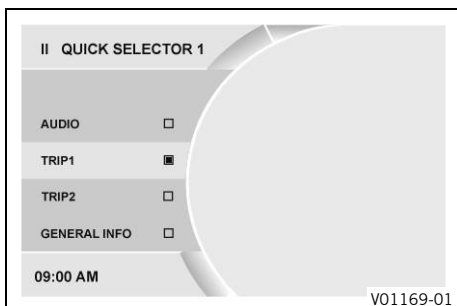 II QUICK SELECTOR 1
AUDIO
TRIP1
TRIP2
GENERAL INFO
09:00 AM
V01169-01